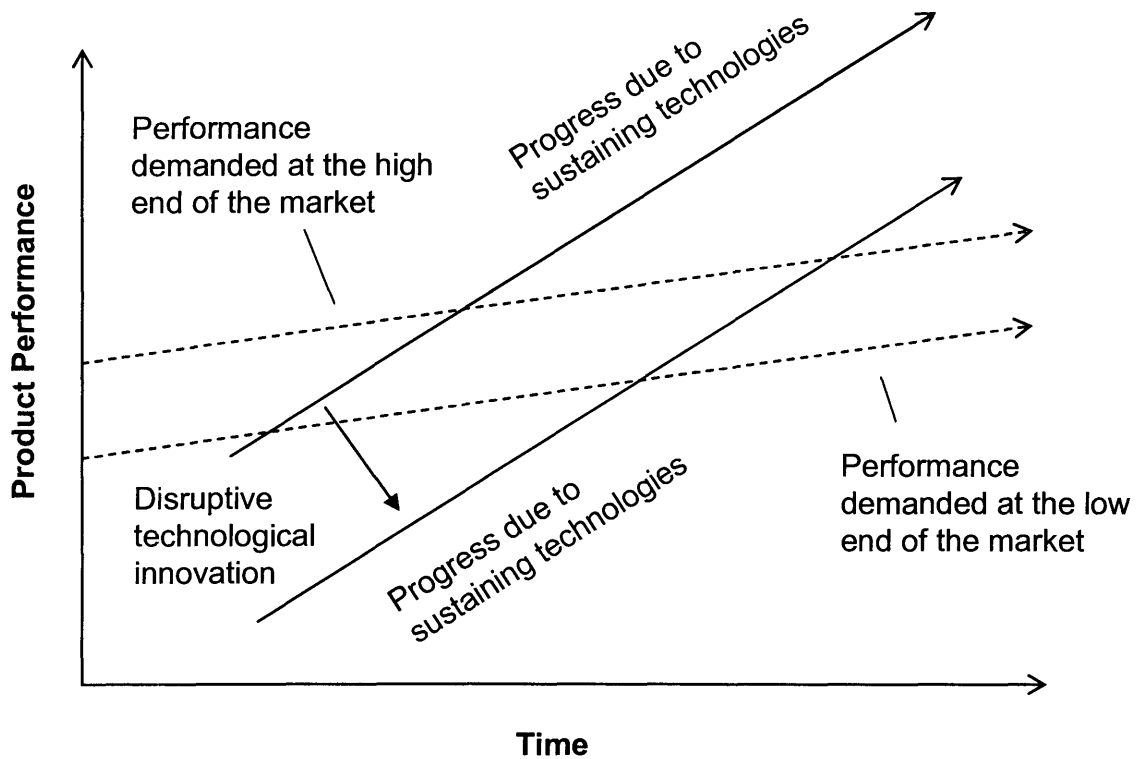 Progress due to
sustaining technologies
Performance
demanded at the high
end of the market
Product Performance
Disruptive
technological
innovation
Progress due to
sustaining technologies
Performance
demanded at the low
end of the market
Time